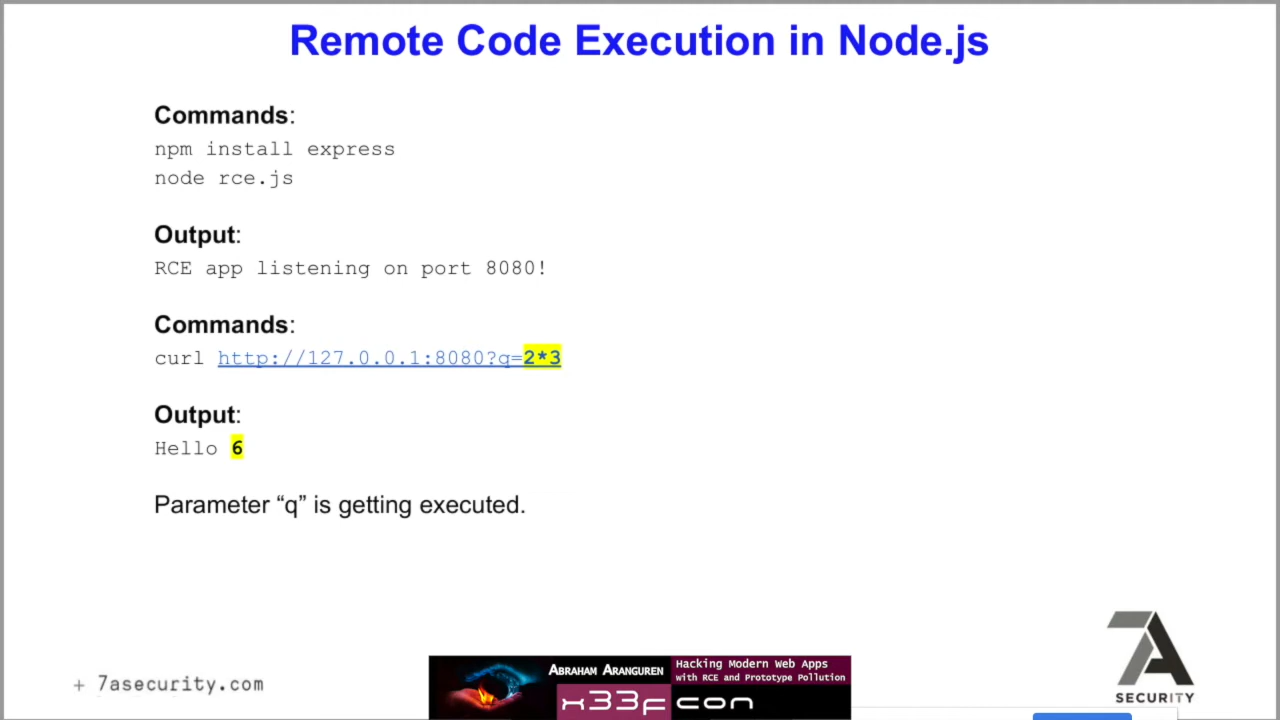 Remote Code Execution in Node.js
Commands:
npm install express
node rce.js
Output:
RCE app listening on port 8080!
Commands:
curl http://127.0.0.1:8080?q=2*3
Output:
Hello 6
Parameter “q” is getting executed.
+ 7asecurity.com
ABRAHAM ARANGUREN
Hacking Modern Web Apps
with RCE and Prototype Pollution
x33fcon
7A
SECURITY